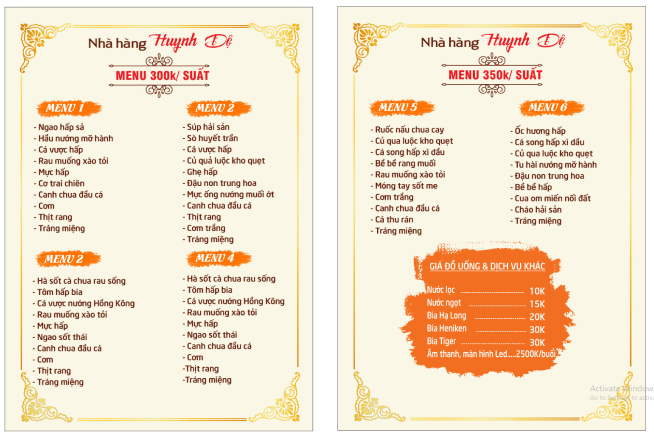 Nhà hàng Huynh Đệ
MENU 300k/ SUẤT
MENU 1
- Ngao hấp sả
- Hầu nướng mỡ hành
- Cá vược hấp
- Rau muống xào tỏi
- Mực hấp
- Cơ trai chiên
- Canh chua đầu cá
- Cơm
- Thịt rang
- Tráng miệng
MENU 2
- Súp hải sản
- Sò huyết trần
- Cá vược hấp
- Củ quả luộc kho quẹt
- Ghẹ hấp
- Đậu non trung hoa
- Mực ống nướng muối ớt
- Canh chua đầu cá
- Thịt rang
- Cơm trắng
- Tráng miệng
MENU 2
- Hà sốt cà chua rau sống
- Tôm hấp bia
- Cá vược nướng Hồng Kông
- Rau muống xào tỏi
- Mực hấp
- Ngao sốt thái
- Canh chua đầu cá
- Cơm
- Thịt rang
- Tráng miệng
MENU 4
- Hà sốt cà chua rau sống
- Tôm hấp bia
- Cá vược nướng Hồng Kông
- Rau muống xào tỏi
- Mực hấp
- Ngao sốt thái
- Canh chua đầu cá
- Cơm
-Thịt rang
-Tráng miệng
Nhà hàng Huynh Đệ
MENU 350k/ SUẤT
MENU 5
- Ruốc nấu chua cay
- Củ qua luộc kho quẹt
- Cá song hấp xì dầu
- Bề bề rang muối
- Rau muống xào tỏi
- Móng tay sốt me
- Cơm trắng
- Canh chua đầu cá
- Cá thu rán
- Tráng miệng
MENU 6
- Ốc hương hấp
- Cá song hấp xì dầu
- Củ qua luộc kho quẹt
- Tu hài nướng mỡ hành
- Đậu non trung hoa
- Bề bề hấp
- Cua om miến nồi đất
- Cháo hải sản
- Tráng miệng
GIÁ ĐỒ UỐNG & DỊCH VỤ KHÁC
Nước lọc ........ 10K
Nước ngọt ........ 15K
Bia Hạ Long ........ 20K
Bia Heniken ........ 30K
Bia Tiger ........ 30K
Âm thanh, màn hình Led....2500K/buổi
Activate Windows